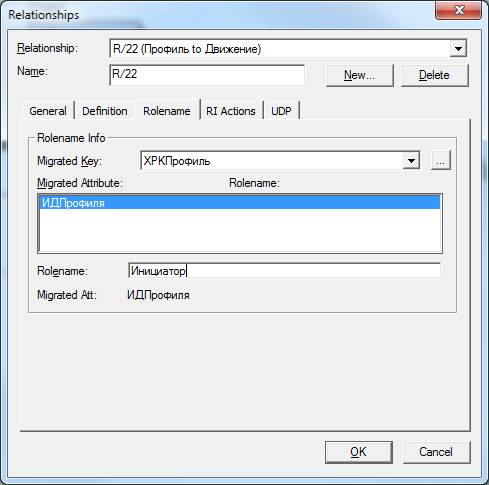 Relationships
Relationship: R/22 (Профиль to Движение)
Name: R/22 New... Delete
General Definition Rolename RI Actions UDP
Rolename Info
Migrated Key: XPKПрофиль ...
Migrated Attribute: Rolename:
ИДПрофиля
Rolename: Инициатор
Migrated Att: ИДПрофиля
OK Cancel